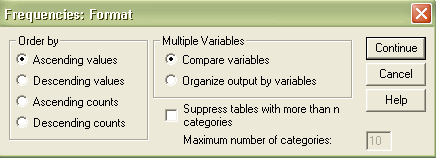 Frequencies: Format
Order by
Ascending values
Descending values
Ascending counts
Descending counts
Multiple Variables
Compare variables
Organize output by variables
Suppress tables with more than n
categories
Maximum number of categories:
10
Continue
Cancel
Help